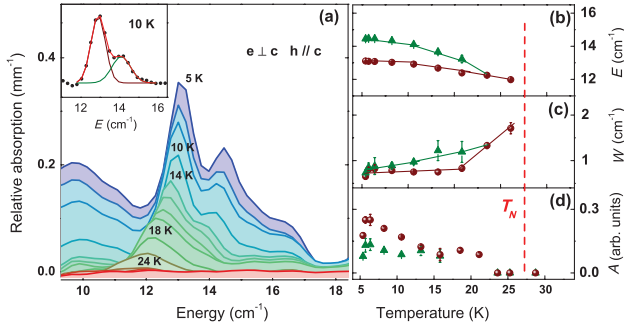 (a)
10 K
e ⊥ c h // c
5 K
10 K
14 K
18 K
24 K
0.4
0.2
0.0
Relative absorption (mm⁻¹)
10 12 14 16 18
Energy (cm⁻¹)
12 14 16
E (cm⁻¹)
(b)
16
14
12
E (cm⁻¹)
(c)
2
1
W (cm⁻¹)
(d)
T_N
0.3
0.0
A (arb. units)
5 10 15 20 25 30
Temperature (K)